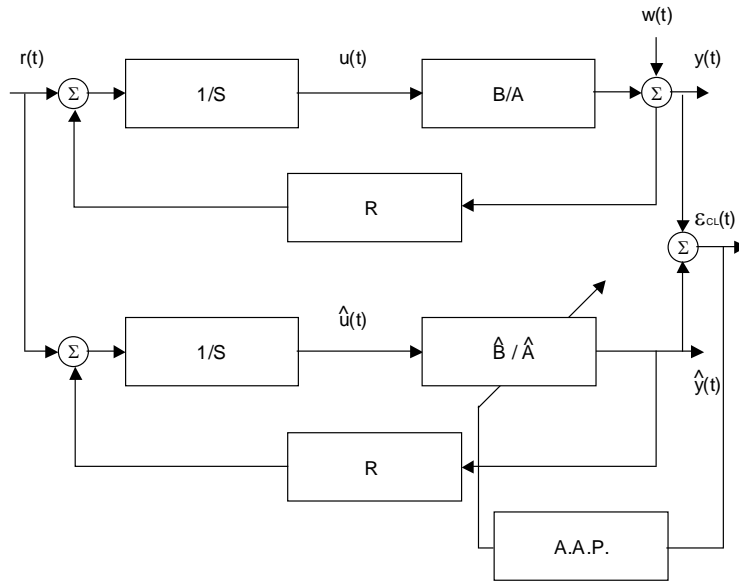 w(t)
r(t)
u(t)
y(t)
Σ
1/S
B/A
Σ
R
εCL(t)
Σ
û(t)
Σ
1/S
B̂ / Â
ŷ(t)
R
A.A.P.